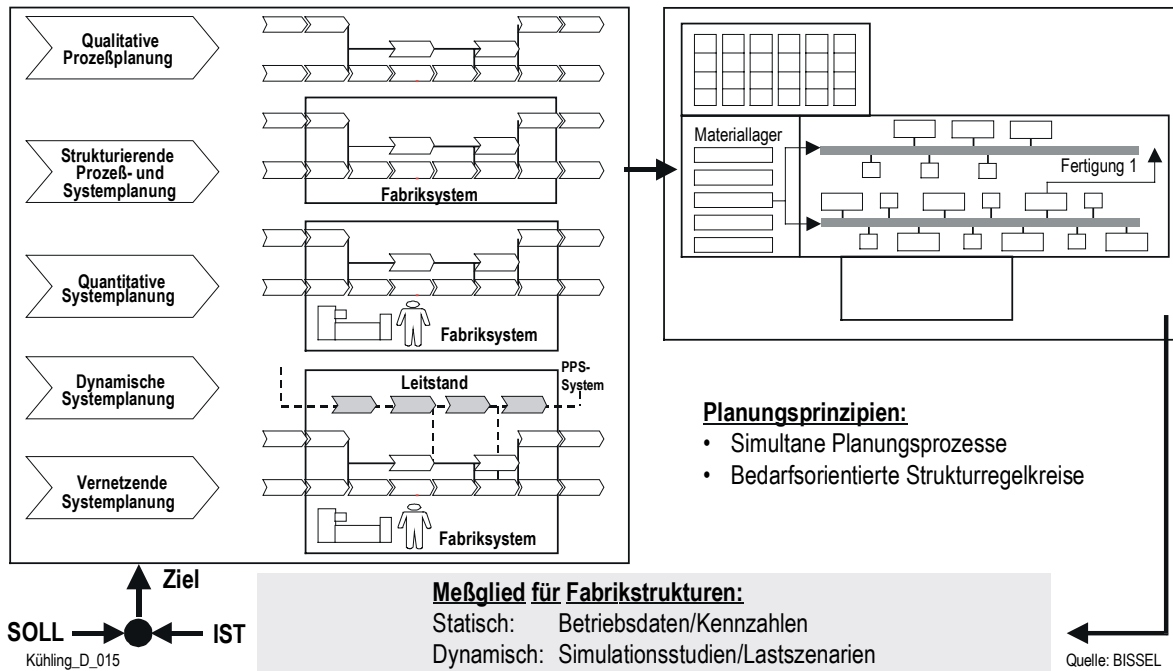 Qualitative
Prozeßplanung
Strukturierende
Prozeß- und
Systemplanung
Fabriksystem
Quantitative
Systemplanung
Fabriksystem
Dynamische
Systemplanung
Leitstand
PPS-
System
Vernetzende
Systemplanung
Fabriksystem
Materiallager
Fertigung 1
Planungsprinzipien:
• Simultane Planungsprozesse
• Bedarfsorientierte Strukturregelkreise
Ziel
SOLL
IST
Kühling_D_015
Meßglied für Fabrikstrukturen:
Statisch: Betriebsdaten/Kennzahlen
Dynamisch: Simulationsstudien/Lastszenarien
Quelle: BISSEL